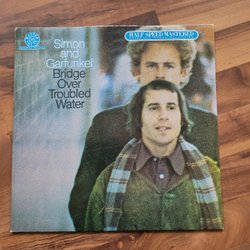 HALF SPEED MASTERED
Simon
and
Garfunkel
Bridge
Over
Troubled
Water